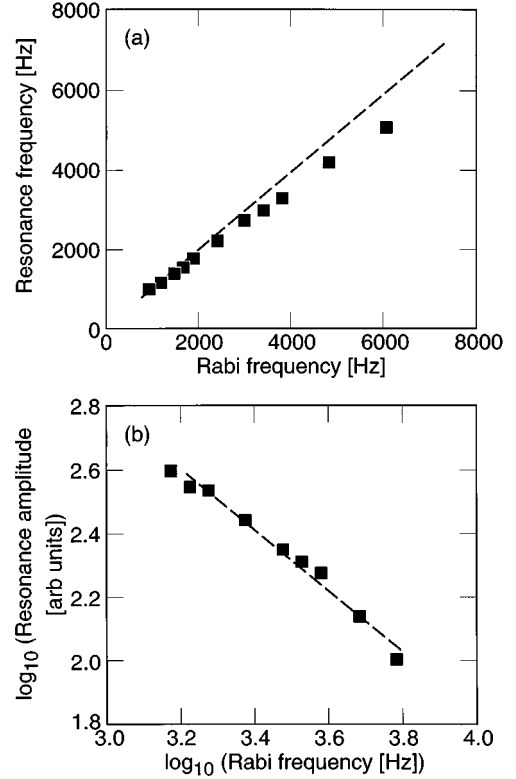 (a)
Resonance frequency [Hz]
8000
6000
4000
2000
0
0 2000 4000 6000 8000
Rabi frequency [Hz]
(b)
log10 (Resonance amplitude
[arb units])
2.8
2.6
2.4
2.2
2.0
1.8
3.0 3.2 3.4 3.6 3.8 4.0
log10 (Rabi frequency [Hz])